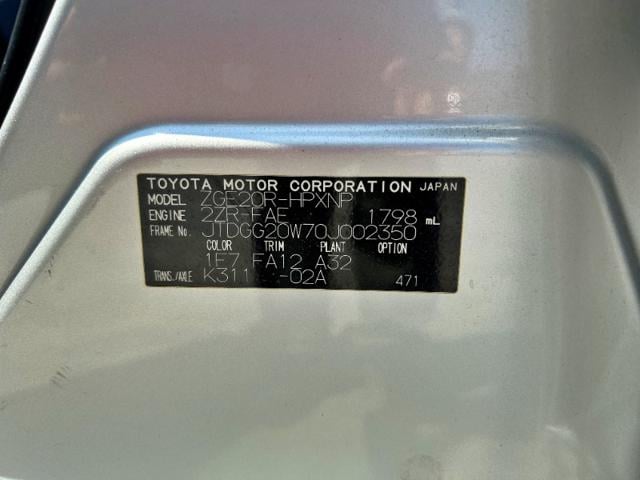 TOYOTA MOTOR CORPORATION JAPAN
MODEL ZGE20R-HPXNP
ENGINE 2ZR-FAE 1798 mL
FRAME No. JTDGG20W70J002350
COLOR TRIM PLANT OPTION
1F7 FA12 A32
TRANS./AXLE K311 -02A 471